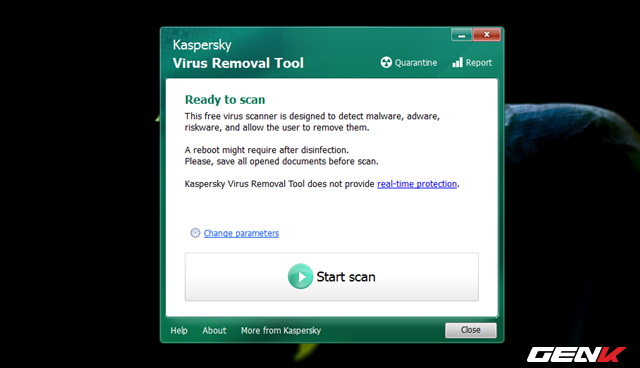 Kaspersky
Virus Removal Tool
Quarantine
Report
Ready to scan
This free virus scanner is designed to detect malware, adware,
riskware, and allow the user to remove them.
A reboot might require after disinfection.
Please, save all opened documents before scan.
Kaspersky Virus Removal Tool does not provide real-time protection.
Change parameters
Start scan
Help
About
More from Kaspersky
Close
GENK